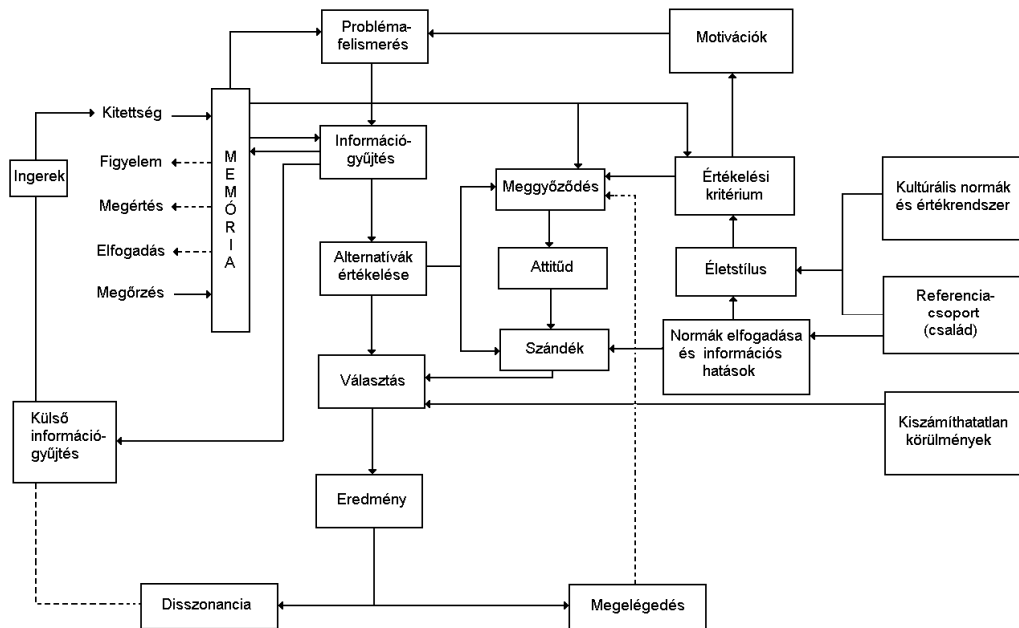 Probléma-
felismerés
Motivációk
Kitettség
Figyelem
Megértés
Elfogadás
Megőrzés
Ingerek
MEMÓRIA
Információ-
gyűjtés
Meggyőződés
Értékelési
kritérium
Kultúrális normák
és értékrendszer
Alternatívák
értékelése
Attitűd
Életstílus
Referencia-
csoport
(család)
Szándék
Normák elfogadása
és információs
hatások
Választás
Külső
információ-
gyűjtés
Kiszámíthatatlan
körülmények
Eredmény
Disszonancia
Megelégedés